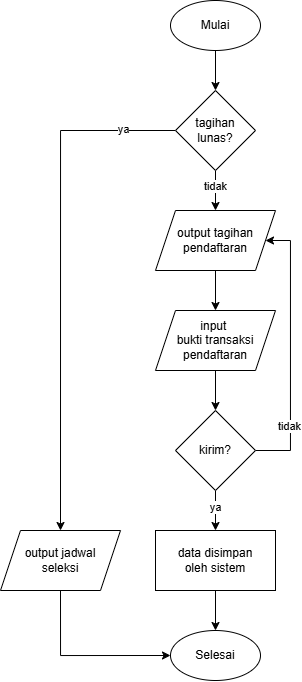 Mulai
tagihan
lunas?
ya
tidak
output tagihan
pendaftaran
input
bukti transaksi
pendaftaran
kirim?
tidak
ya
output jadwal
seleksi
data disimpan
oleh sistem
Selesai